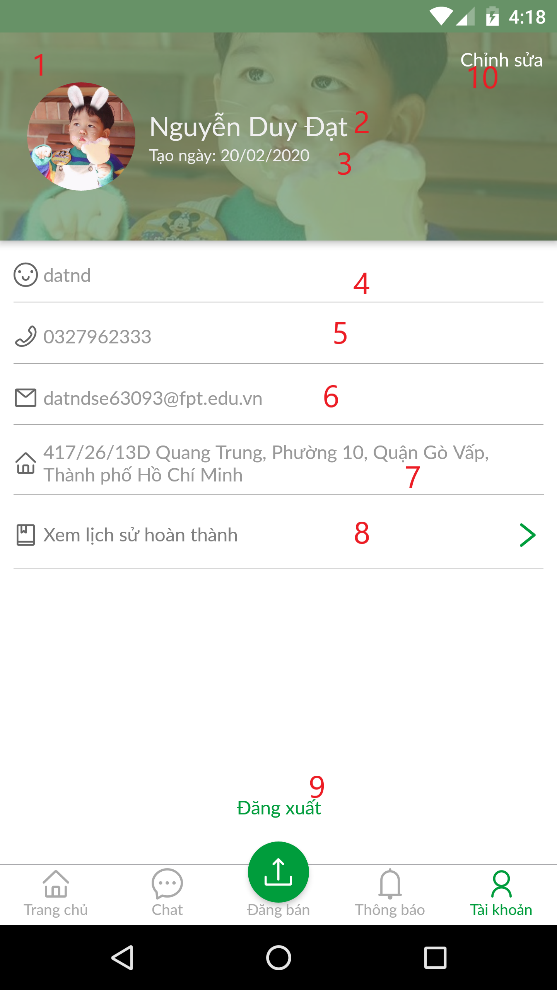 4:18
1
Chỉnh sửa
10
Nguyễn Duy Đạt 2
Tạo ngày: 20/02/2020 3
datnd 4
0327962333 5
datndse63093@fpt.edu.vn 6
417/26/13D Quang Trung, Phường 10, Quận Gò Vấp,
Thành phố Hồ Chí Minh 7
Xem lịch sử hoàn thành 8
9
Đăng xuất
Trang chủ Chat Đăng bán Thông báo Tài khoản